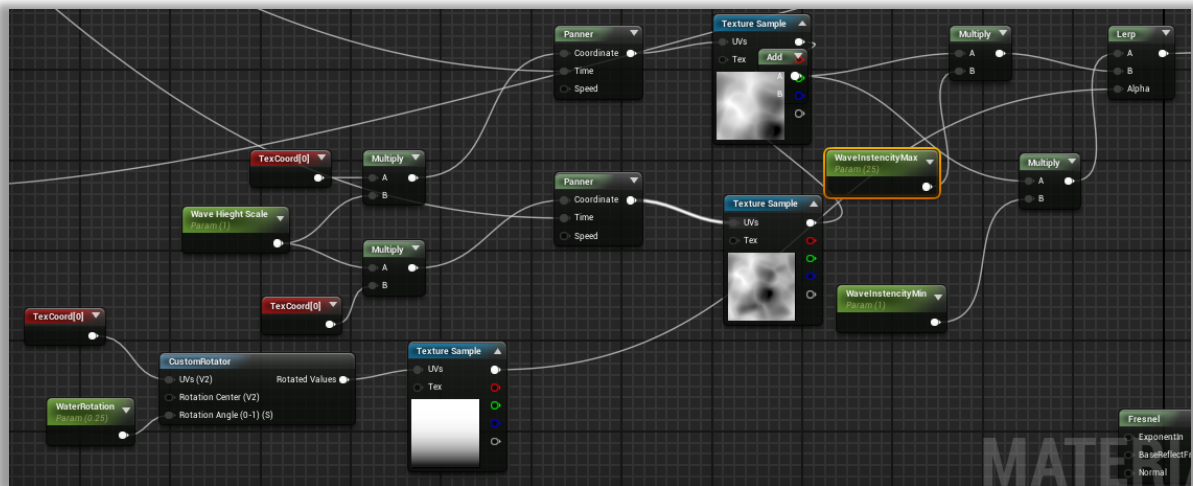 Panner
Coordinate
Time
Speed
Texture Sample
UVs
Tex
Add
A
B
Multiply
A
B
Lerp
A
B
Alpha
TexCoord[0]
Multiply
A
B
WaveInstencityMax
Param (25)
Multiply
A
B
Panner
Coordinate
Time
Speed
Wave Hieght Scale
Param (1)
Texture Sample
UVs
Tex
Multiply
A
B
WaveInstencityMin
Param (1)
TexCoord[0]
TexCoord[0]
CustomRotator
UVs (V2)
Rotated Values
Rotation Center (V2)
Rotation Angle (0-1) (S)
WaterRotation
Param (0.25)
Texture Sample
UVs
Tex
Fresnel
ExponentIn
BaseReflectFr
Normal
MATERIA